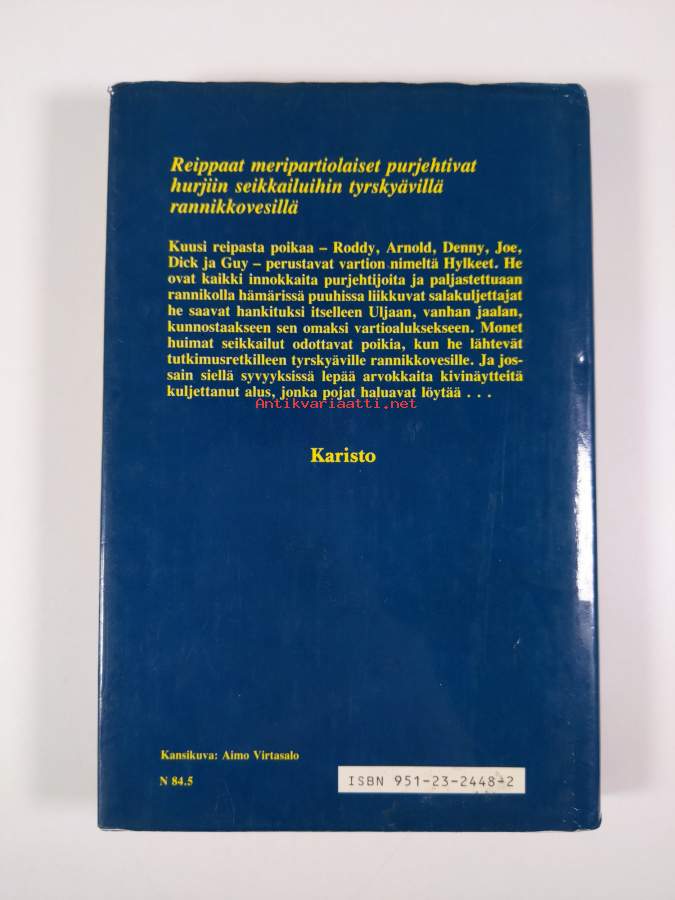 Reippaat meripartiolaiset purjehtivat
hurjiin seikkailuihin tyrskyävillä
rannikkovesillä
Kuusi reipasta poikaa – Roddy, Arnold, Denny, Joe,
Dick ja Guy – perustavat vartion nimeltä Hylkeet. He
ovat kaikki innokkaita purjehtijoita ja paljastettuaan
rannikolla hämärissä puuhissa liikkuvat salakuljettajat
he saavat hankituksi itselleen Uljaan, vanhan jaalan,
kunnostaakseen sen omaksi vartioalukseksi. Monet
huimat seikkailut odottavat poikia, kun he lähtevät
tutkimusretkilleen tyrskyäville rannikkovesille. Ja jos-
sain siellä syvyyksissä lepää arvokkaita kivinäytteitä
kuljettanut alus, jonka pojat haluavat löytää . . .
Antikvariaatti.net
Karisto
Kansikuva: Aimo Virtasalo
N 84.5
ISBN 951-23-2448-2